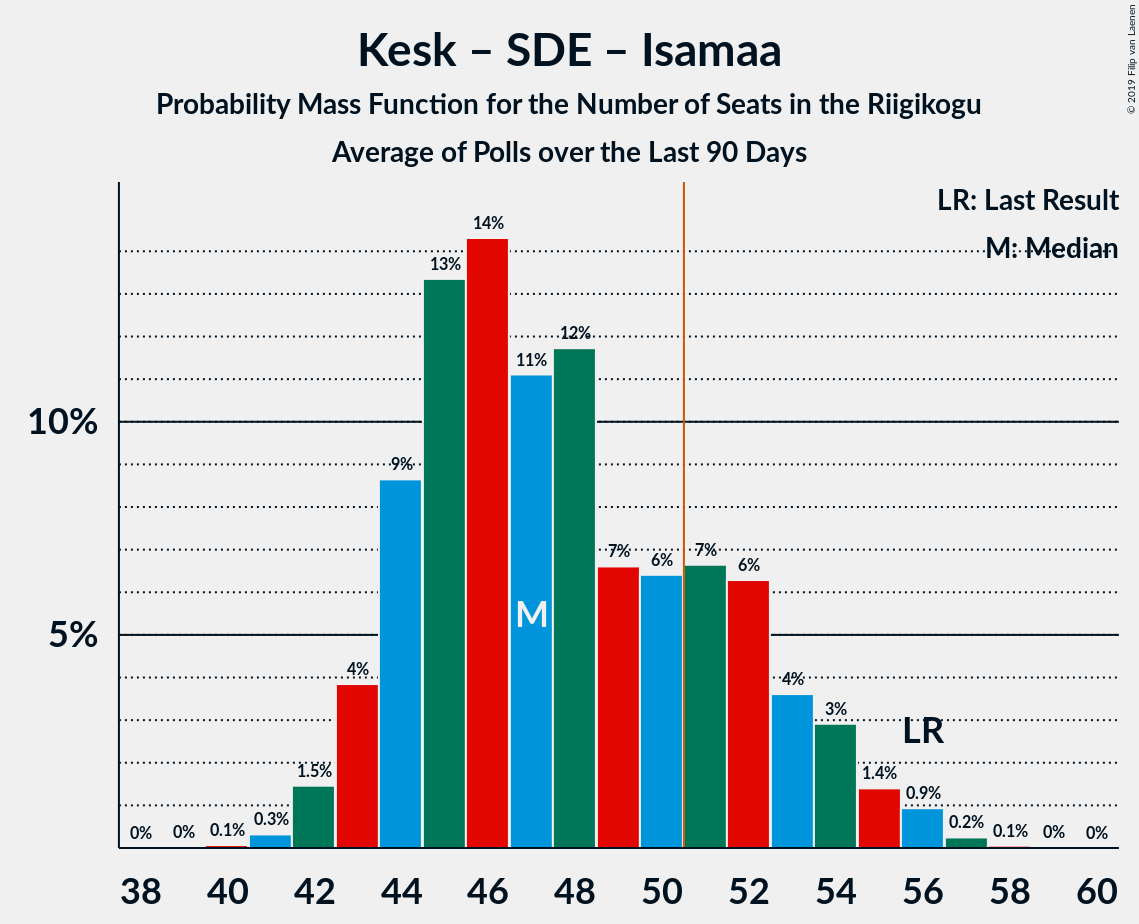 Kesk – SDE – Isamaa
Probability Mass Function for the Number of Seats in the Riigikogu
Average of Polls over the Last 90 Days
© 2019 Filip van Laenen
LR: Last Result
M: Median
10%
5%
0%
0%
0.1%
0.3%
1.5%
4%
9%
13%
14%
11%
12%
7%
6%
7%
6%
4%
3%
1.4%
0.9%
0.2%
0.1%
0%
0%
M
LR
38 40 42 44 46 48 50 52 54 56 58 60